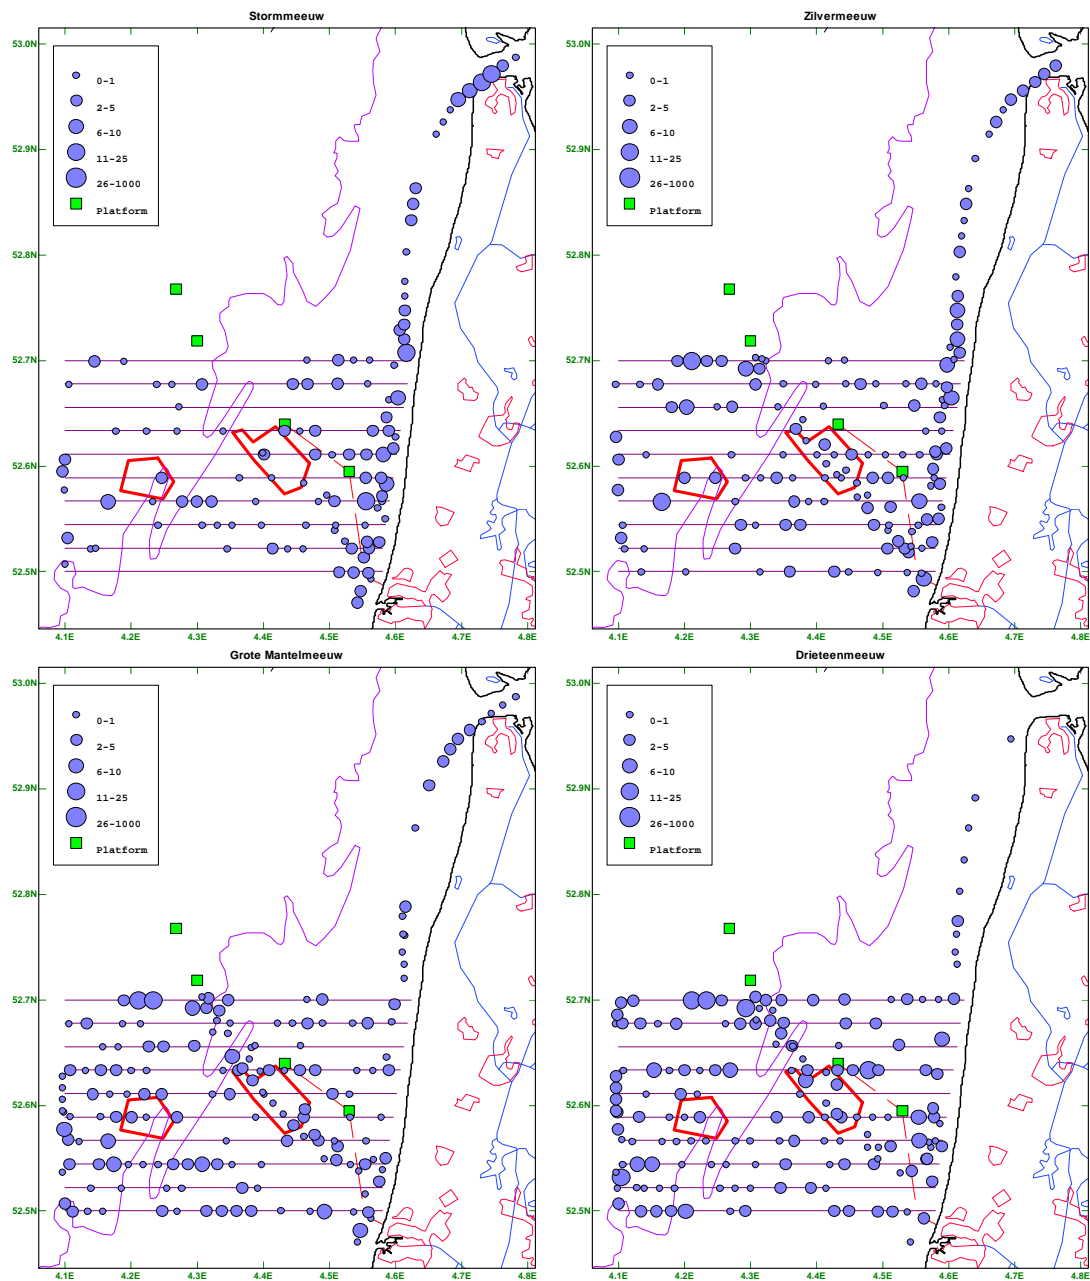 Stormmeeuw
53.0N
52.9N
52.8N
52.7N
52.6N
52.5N
0-1
2-5
6-10
11-25
26-1000
Platform
4.1E 4.2E 4.3E 4.4E 4.5E 4.6E 4.7E 4.8E
Zilvermeeuw
53.0N
52.9N
52.8N
52.7N
52.6N
52.5N
0-1
2-5
6-10
11-25
26-1000
Platform
4.1E 4.2E 4.3E 4.4E 4.5E 4.6E 4.7E 4.8E
Grote Mantelmeeuw
53.0N
52.9N
52.8N
52.7N
52.6N
52.5N
0-1
2-5
6-10
11-25
26-1000
Platform
4.1E 4.2E 4.3E 4.4E 4.5E 4.6E 4.7E 4.8E
Drieteenmeeuw
53.0N
52.9N
52.8N
52.7N
52.6N
52.5N
0-1
2-5
6-10
11-25
26-1000
Platform
4.1E 4.2E 4.3E 4.4E 4.5E 4.6E 4.7E 4.8E